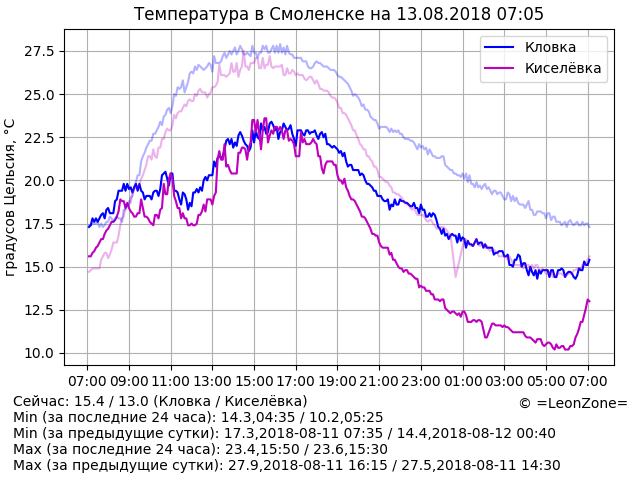 Температура в Смоленске на 13.08.2018 07:05
градусов Цельсия, °C
27.5
25.0
22.5
20.0
17.5
15.0
12.5
10.0
Кловка
Киселёвка
07:00 09:00 11:00 13:00 15:00 17:00 19:00 21:00 23:00 01:00 03:00 05:00 07:00
Сейчас: 15.4 / 13.0 (Кловка / Киселёвка)
© =LeonZone=
Min (за последние 24 часа): 14.3,04:35 / 10.2,05:25
Min (за предыдущие сутки): 17.3,2018-08-11 07:35 / 14.4,2018-08-12 00:40
Max (за последние 24 часа): 23.4,15:50 / 23.6,15:30
Max (за предыдущие сутки): 27.9,2018-08-11 16:15 / 27.5,2018-08-11 14:30